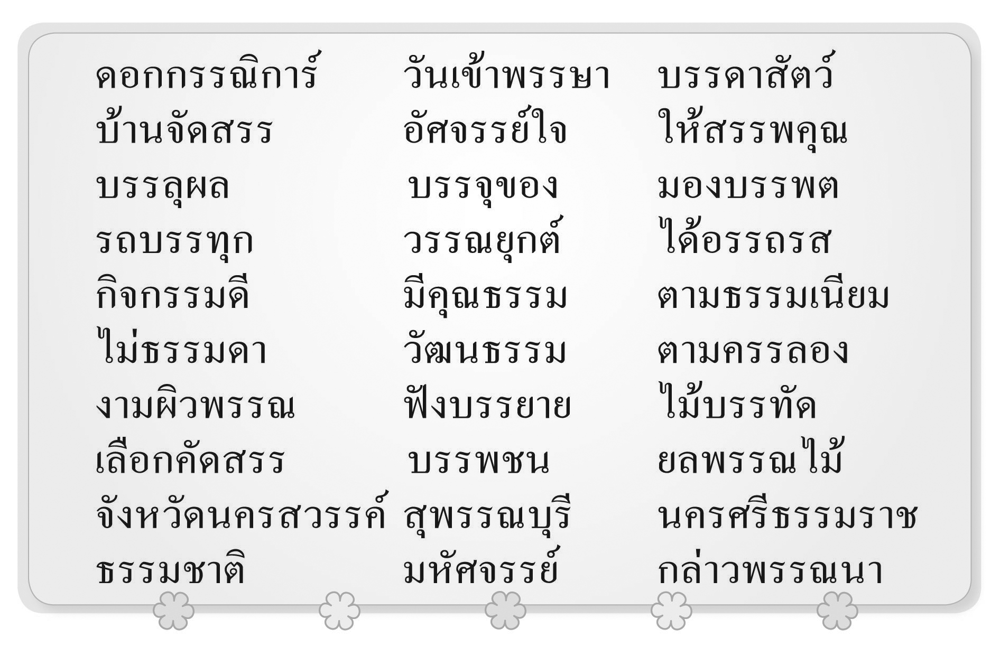 ดอกกรรณิการ์ วันเข้าพรรษา บรรดาสัตว์
บ้านจัดสรร อัศจรรย์ใจ ให้สรรพคุณ
บรรลุผล บรรจุของ มองบรรพต
รถบรรทุก วรรณยุกต์ ได้อรรถรส
กิจกรรมดี มีคุณธรรม ตามธรรมเนียม
ไม่ธรรมดา วัฒนธรรม ตามครรลอง
งามผิวพรรณ ฟังบรรยาย ไม้บรรทัด
เลือกคัดสรร บรรพชน ยลพรรณไม้
จังหวัดนครสวรรค์ สุพรรณบุรี นครศรีธรรมราช
ธรรมชาติ มหัศจรรย์ กล่าวพรรณนา